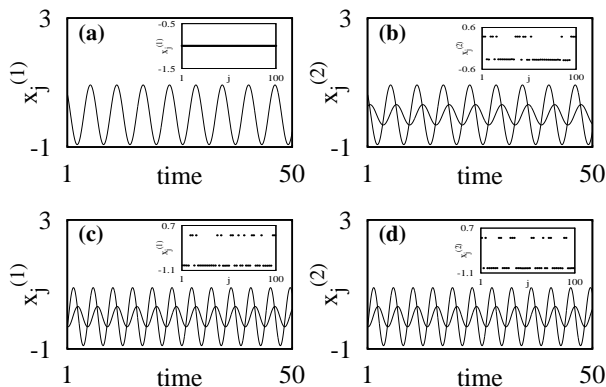 3
(a)
-0.5
x_j^(1)
-1.5
1 j 100
x_j^(1)
-1
1 time 50
3
(b)
0.6
x_j^(2)
-0.6
1 j 100
x_j^(2)
-1
1 time 50
3
(c)
0.7
x_j^(1)
-1.1
1 j 100
x_j^(1)
-1
1 time 50
3
(d)
0.7
x_j^(2)
-1.1
1 j 100
x_j^(2)
-1
1 time 50